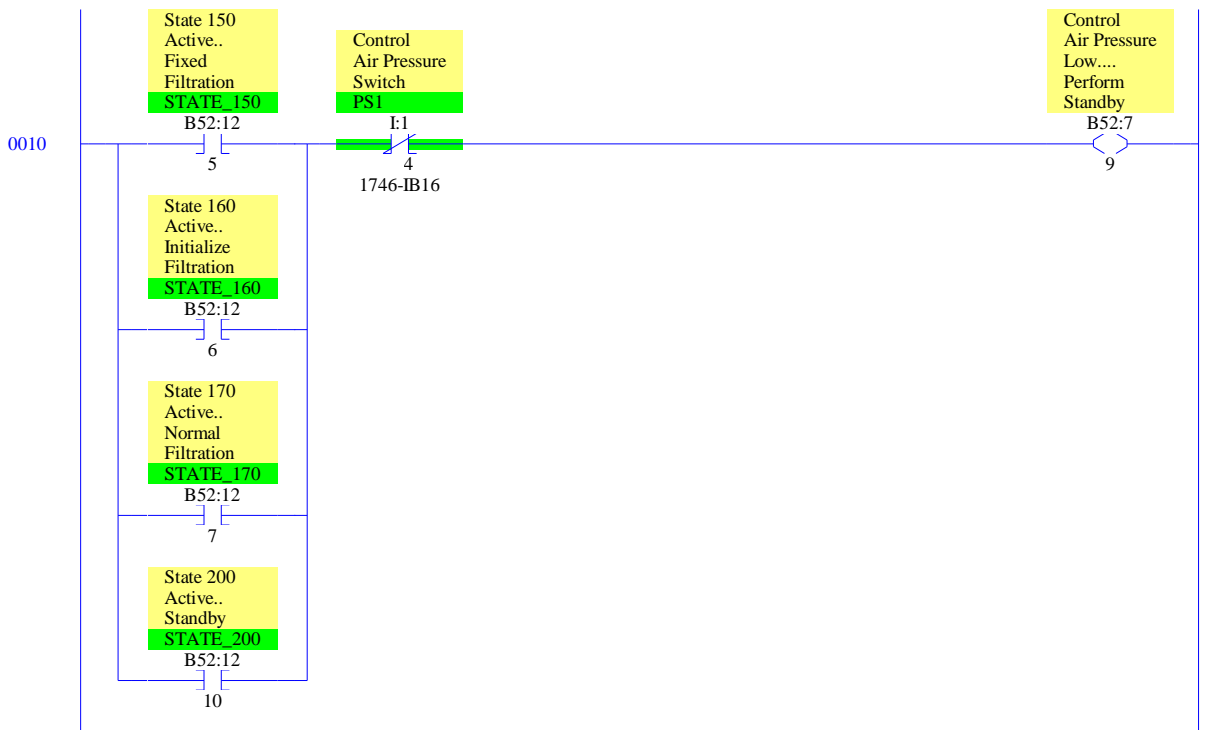 State 150
Active..
Fixed
Filtration
STATE_150
B52:12
5
Control
Air Pressure
Switch
PS1
I:1
4
1746-IB16
Control
Air Pressure
Low....
Perform
Standby
B52:7
9
0010
State 160
Active..
Initialize
Filtration
STATE_160
B52:12
6
State 170
Active..
Normal
Filtration
STATE_170
B52:12
7
State 200
Active..
Standby
STATE_200
B52:12
10